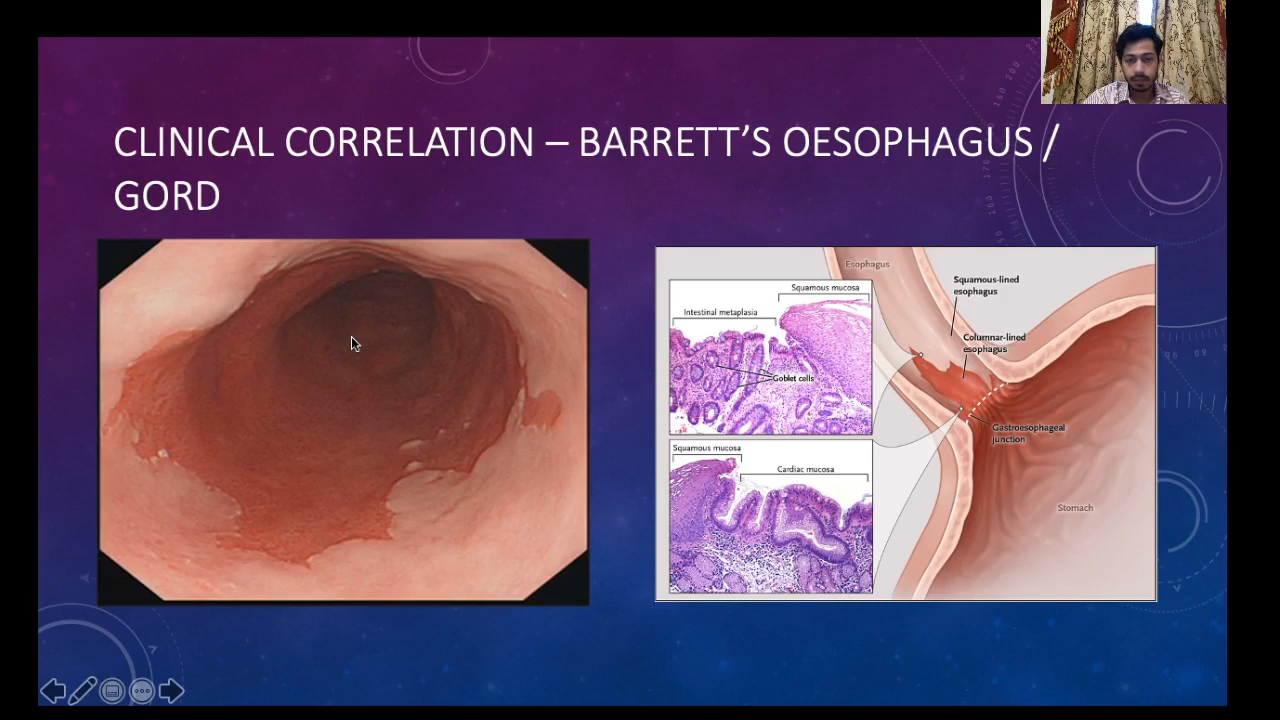 CLINICAL CORRELATION – BARRETT’S OESOPHAGUS /
GORD
Esophagus
Squamous-lined
esophagus
Squamous mucosa
Intestinal metaplasia
Columnar-lined
esophagus
Goblet cells
Gastroesophageal
junction
Squamous mucosa
Cardiac mucosa
Stomach